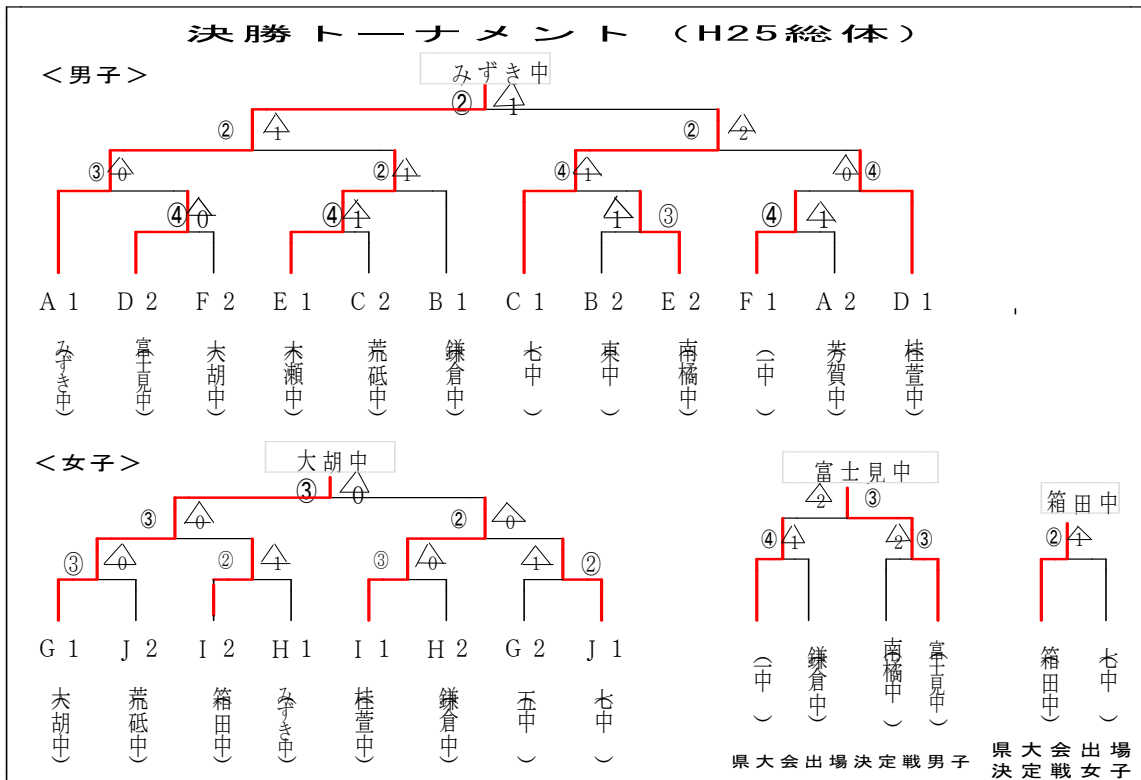 決勝トーナメント（H25総体）
＜男子＞
みずき中
② 1
② 1 ② 2
③ 0 ② 1 ④ 1 0 ④
④ 0 ④ 1 1 ③ ④ 1
A1 D2 F2 E1 C2 B1 C1 B2 E2 F1 A2 D1
（みずき中） （富士見中） （大胡中） （木瀬中） （荒砥中） （鎌倉中） （七中） （東中） （南橘中） （一中） （芳賀中） （桂萱中）
＜女子＞
大胡中 富士見中 箱田中
③ 0 2 ③
③ 0 ② 0 ④ 1 2 ③ ② 1
③ 0 ② 1 ③ 0 1 ②
G1 J2 I2 H1 I1 H2 G2 J1
（大胡中） （荒砥中） （箱田中） （みずき中） （桂萱中） （鎌倉中） （五中） （七中） （一中） （鎌倉中） （南橘中） （富士見中） （箱田中） （七中）
県大会出場決定戦男子
県大会出場
決定戦女子